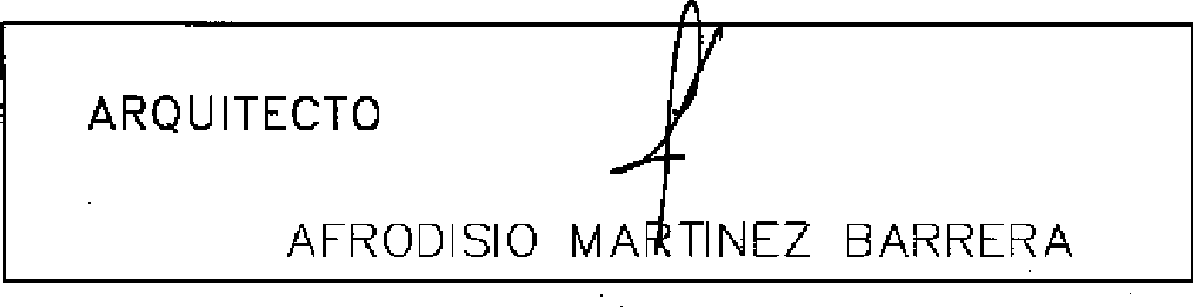 ARQUITECTO
AFRODISIO MARTINEZ BARRERA